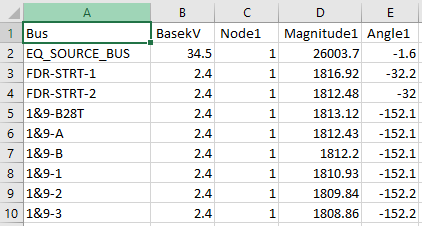 A B C D E
1 Bus BasekV Node1 Magnitude1 Angle1
2 EQ_SOURCE_BUS 34.5 1 26003.7 -1.6
3 FDR-STRT-1 2.4 1 1816.92 -32.2
4 FDR-STRT-2 2.4 1 1812.48 -32
5 1&9-B28T 2.4 1 1813.12 -152.1
6 1&9-A 2.4 1 1812.43 -152.1
7 1&9-B 2.4 1 1812.2 -152.1
8 1&9-1 2.4 1 1810.93 -152.1
9 1&9-2 2.4 1 1809.84 -152.2
10 1&9-3 2.4 1 1808.86 -152.2